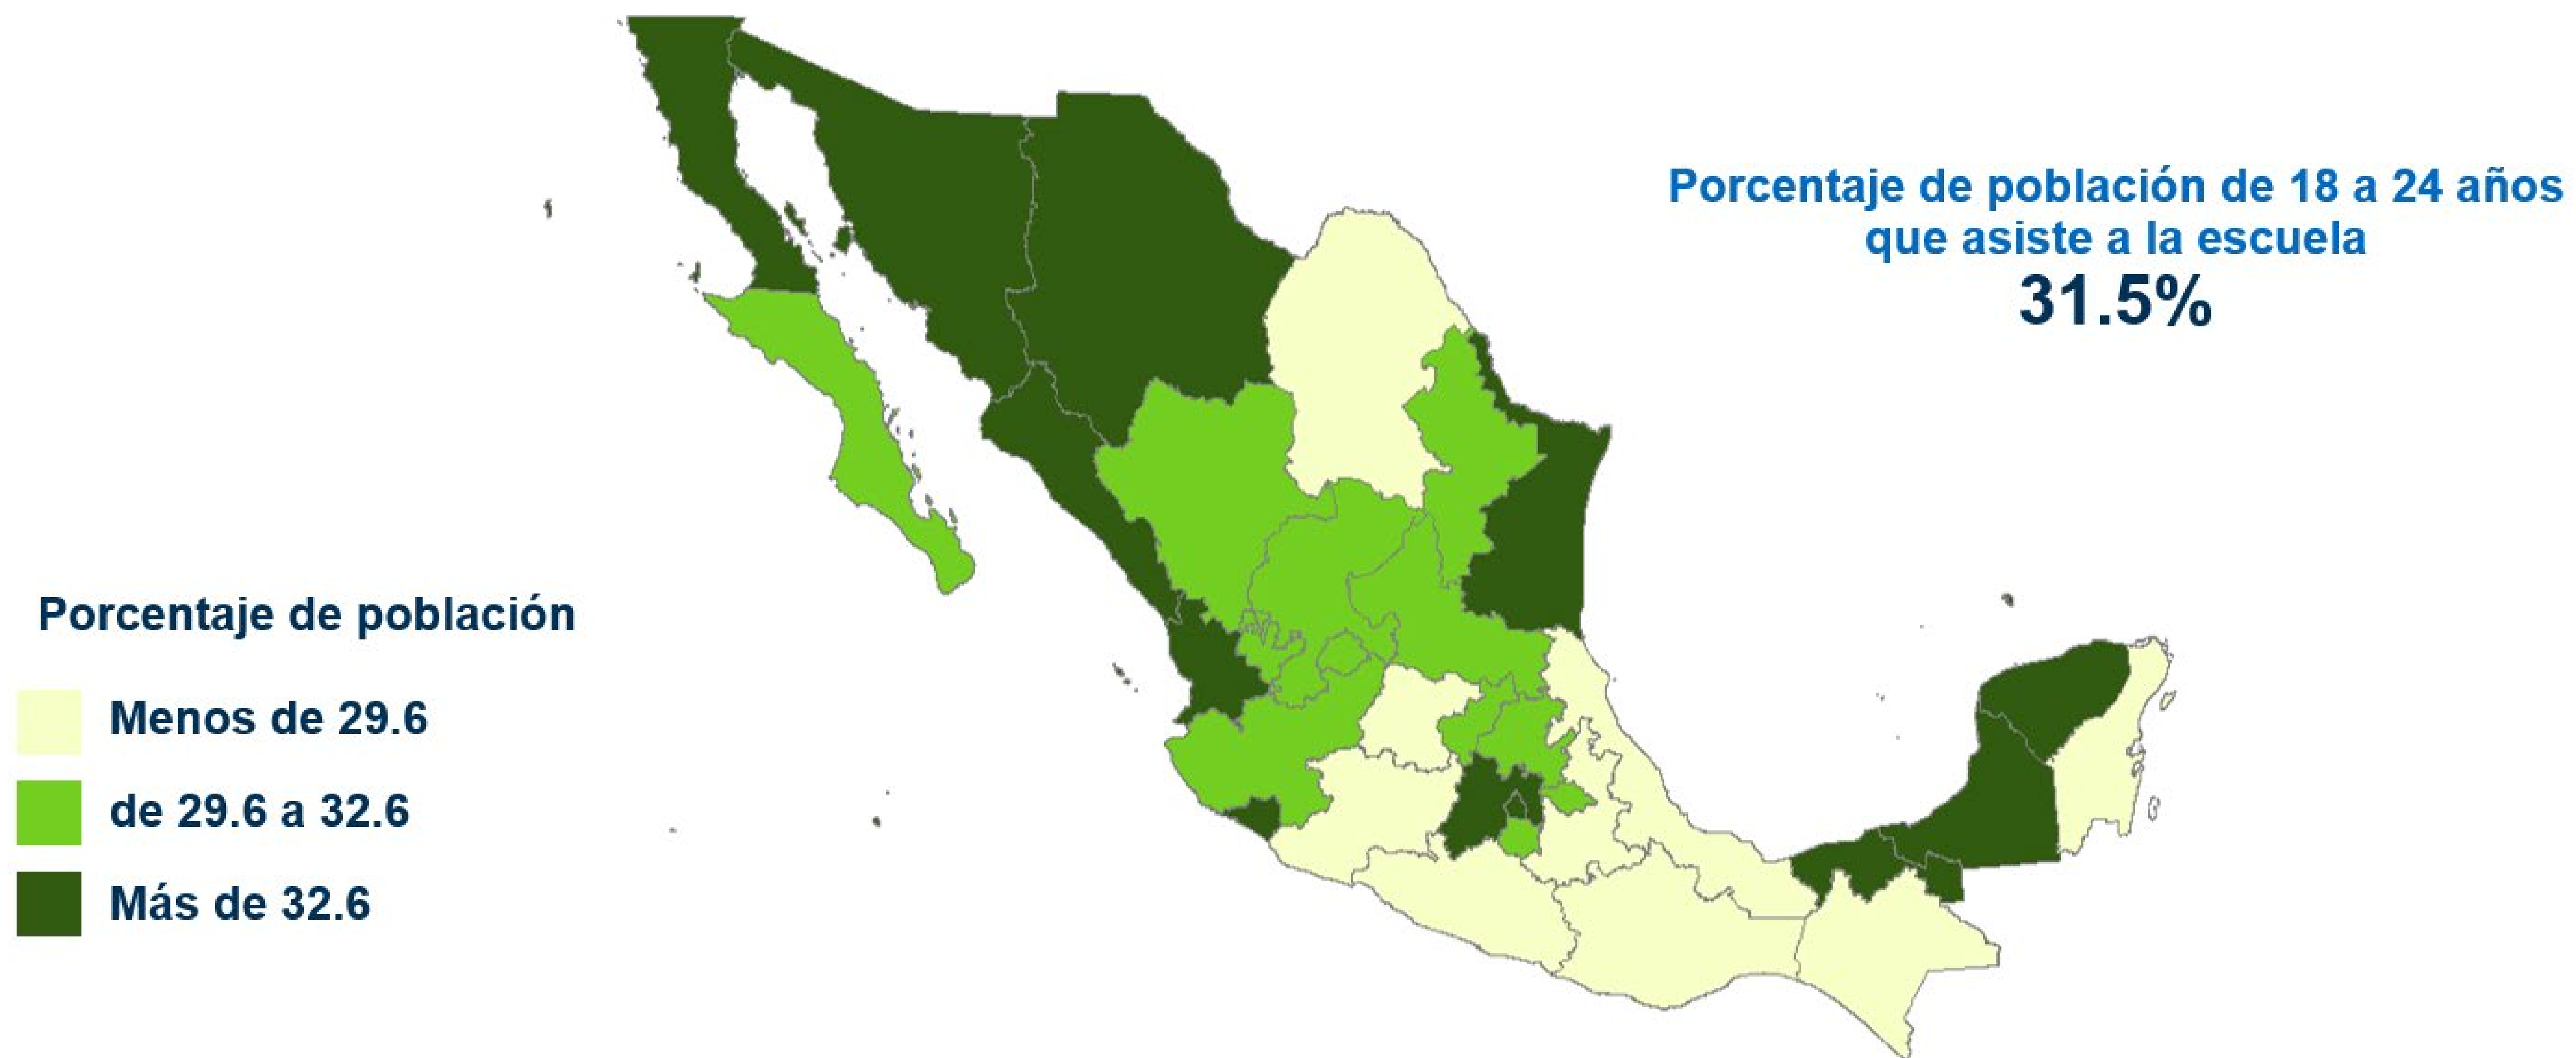 Porcentaje de población de 18 a 24 años
que asiste a la escuela
31.5%
Porcentaje de población
Menos de 29.6
de 29.6 a 32.6
Más de 32.6